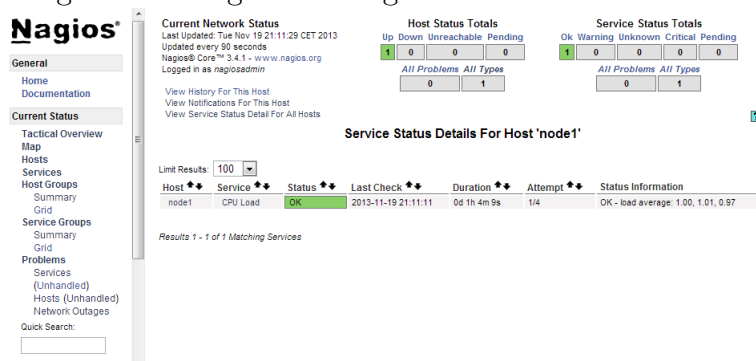 Nagios®
General
Home
Documentation
Current Status
Tactical Overview
Map
Hosts
Services
Host Groups
Summary
Grid
Service Groups
Summary
Grid
Problems
Services
(Unhandled)
Hosts (Unhandled)
Network Outages
Quick Search:
Current Network Status
Last Updated: Tue Nov 19 21:11:29 CET 2013
Updated every 90 seconds
Nagios® Core™ 3.4.1 - www.nagios.org
Logged in as nagiosadmin
View History For This Host
View Notifications For This Host
View Service Status Detail For All Hosts
Host Status Totals
Up Down Unreachable Pending
1 0 0 0
All Problems All Types
0 1
Service Status Totals
Ok Warning Unknown Critical Pending
1 0 0 0 0
All Problems All Types
0 1
?
Service Status Details For Host 'node1'
Limit Results: 100
Host Service Status Last Check Duration Attempt Status Information
node1 CPU Load OK 2013-11-19 21:11:11 0d 1h 4m 9s 1/4 OK - load average: 1.00, 1.01, 0.97
Results 1 - 1 of 1 Matching Services